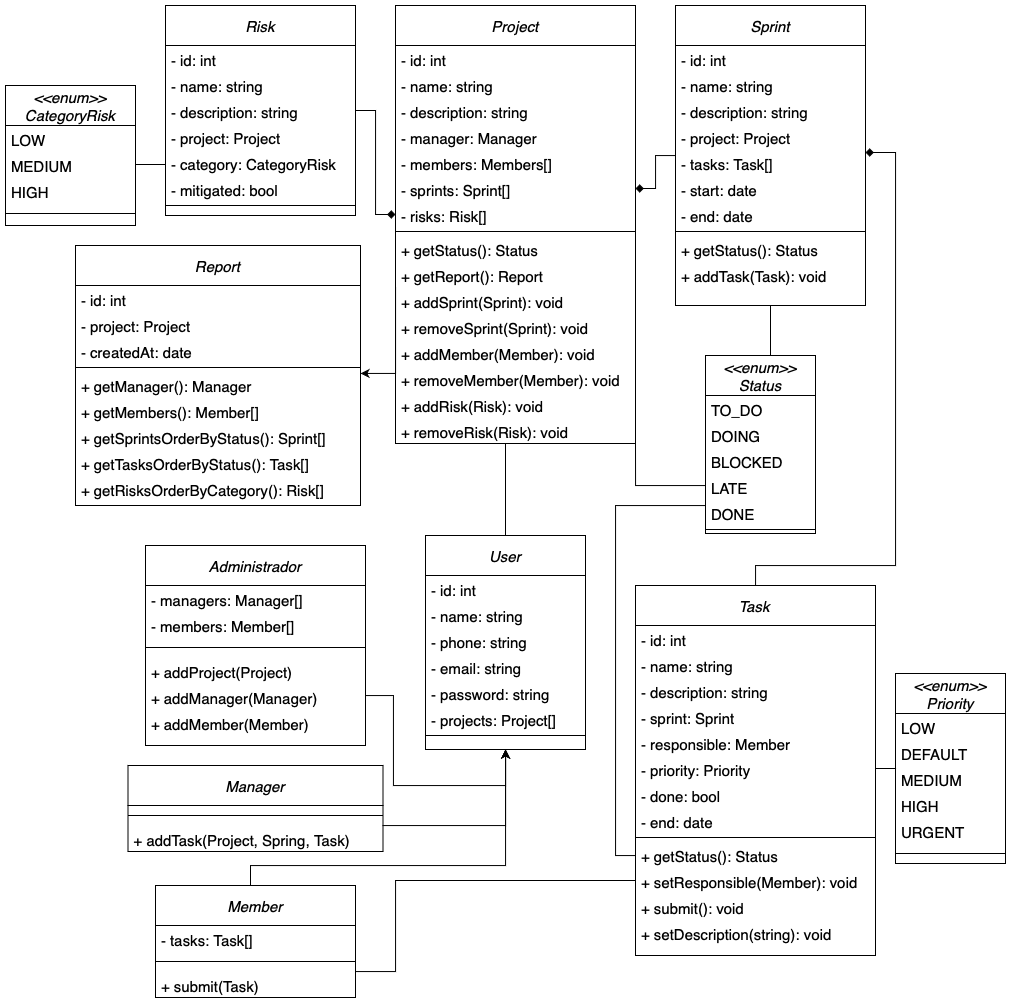 Risk
- id: int
- name: string
- description: string
- project: Project
- category: CategoryRisk
- mitigated: bool
<<enum>>
CategoryRisk
LOW
MEDIUM
HIGH
Project
- id: int
- name: string
- description: string
- manager: Manager
- members: Members[]
- sprints: Sprint[]
- risks: Risk[]
+ getStatus(): Status
+ getReport(): Report
+ addSprint(Sprint): void
+ removeSprint(Sprint): void
+ addMember(Member): void
+ removeMember(Member): void
+ addRisk(Risk): void
+ removeRisk(Risk): void
Sprint
- id: int
- name: string
- description: string
- project: Project
- tasks: Task[]
- start: date
- end: date
+ getStatus(): Status
+ addTask(Task): void
Report
- id: int
- project: Project
- createdAt: date
+ getManager(): Manager
+ getMembers(): Member[]
+ getSprintsOrderByStatus(): Sprint[]
+ getTasksOrderByStatus(): Task[]
+ getRisksOrderByCategory(): Risk[]
<<enum>>
Status
TO_DO
DOING
BLOCKED
LATE
DONE
Administrador
- managers: Manager[]
- members: Member[]
+ addProject(Project)
+ addManager(Manager)
+ addMember(Member)
User
- id: int
- name: string
- phone: string
- email: string
- password: string
- projects: Project[]
Task
- id: int
- name: string
- description: string
- sprint: Sprint
- responsible: Member
- priority: Priority
- done: bool
- end: date
+ getStatus(): Status
+ setResponsible(Member): void
+ submit(): void
+ setDescription(string): void
<<enum>>
Priority
LOW
DEFAULT
MEDIUM
HIGH
URGENT
Manager
+ addTask(Project, Spring, Task)
Member
- tasks: Task[]
+ submit(Task)